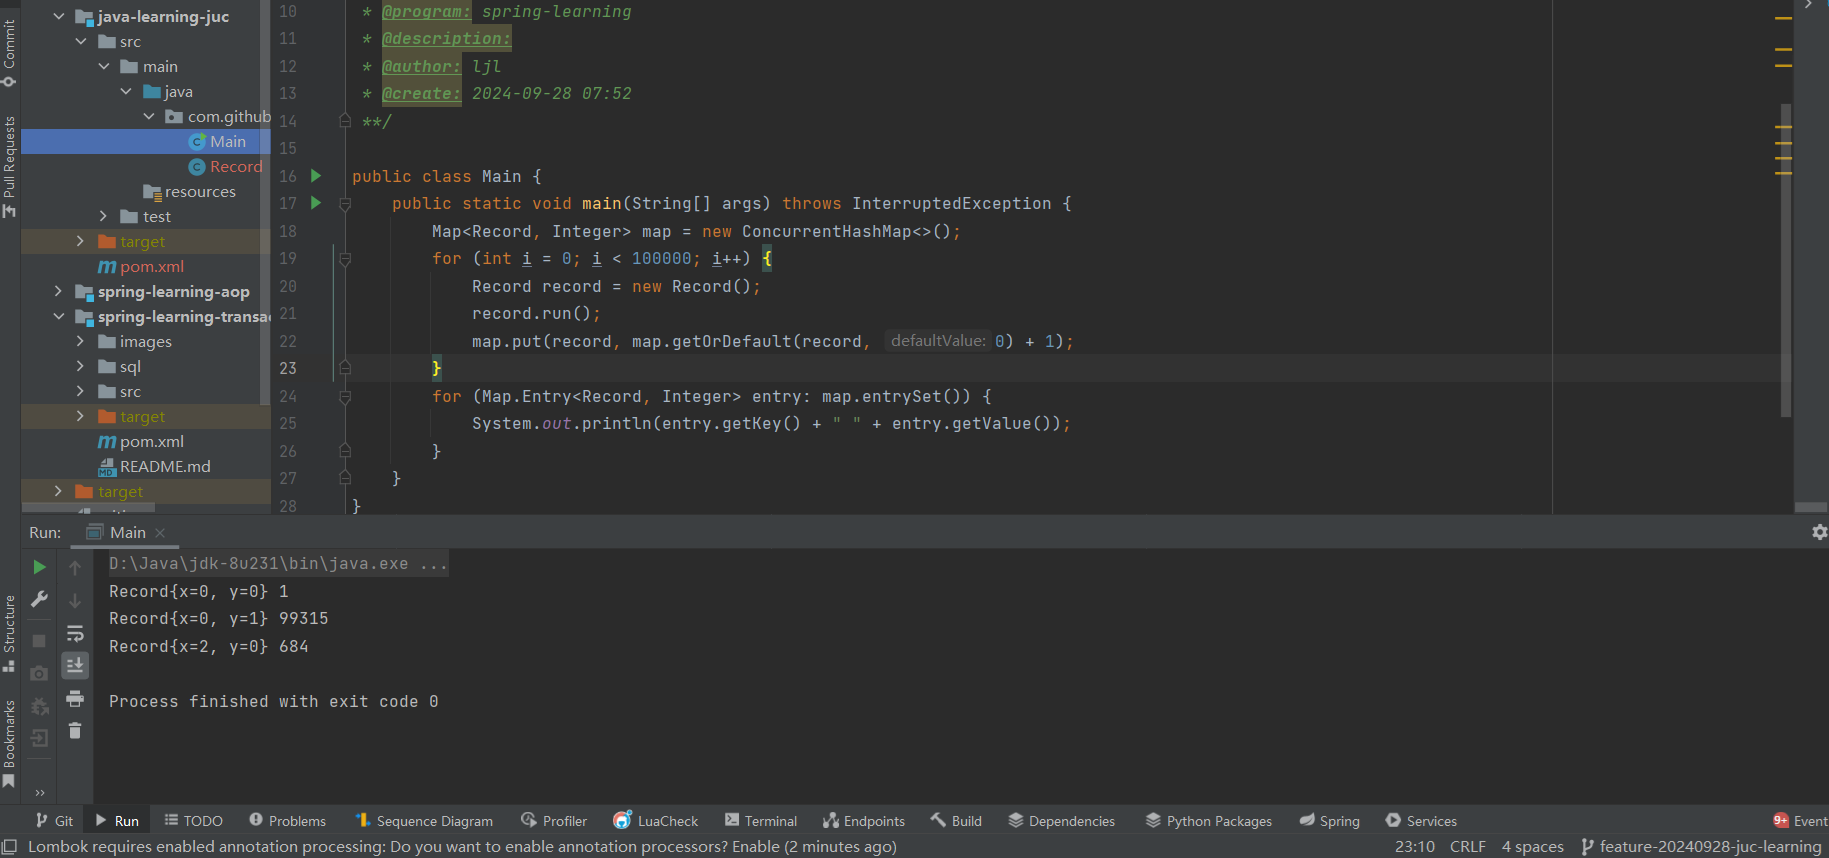 Commit
Pull Requests
Structure
Bookmarks
java-learning-juc
src
main
java
com.github
Main
Record
resources
test
target
pom.xml
spring-learning-aop
spring-learning-transa
images
sql
src
target
pom.xml
README.md
target
10 * @program: spring-learning
11 * @description:
12 * @author: ljl
13 * @create: 2024-09-28 07:52
14 **/
15
16 public class Main {
17 public static void main(String[] args) throws InterruptedException {
18 Map<Record, Integer> map = new ConcurrentHashMap<>();
19 for (int i = 0; i < 100000; i++) {
20 Record record = new Record();
21 record.run();
22 map.put(record, map.getOrDefault(record, defaultValue: 0) + 1);
23 }
24 for (Map.Entry<Record, Integer> entry: map.entrySet()) {
25 System.out.println(entry.getKey() + " " + entry.getValue());
26 }
27 }
28 }
Run: Main
D:\Java\jdk-8u231\bin\java.exe ...
Record{x=0, y=0} 1
Record{x=0, y=1} 99315
Record{x=2, y=0} 684
Process finished with exit code 0
Git Run TODO Problems Sequence Diagram Profiler LuaCheck Terminal Endpoints Build Dependencies Python Packages Spring Services 9+ Event
Lombok requires enabled annotation processing: Do you want to enable annotation processors? Enable (2 minutes ago) 23:10 CRLF 4 spaces feature-20240928-juc-learning